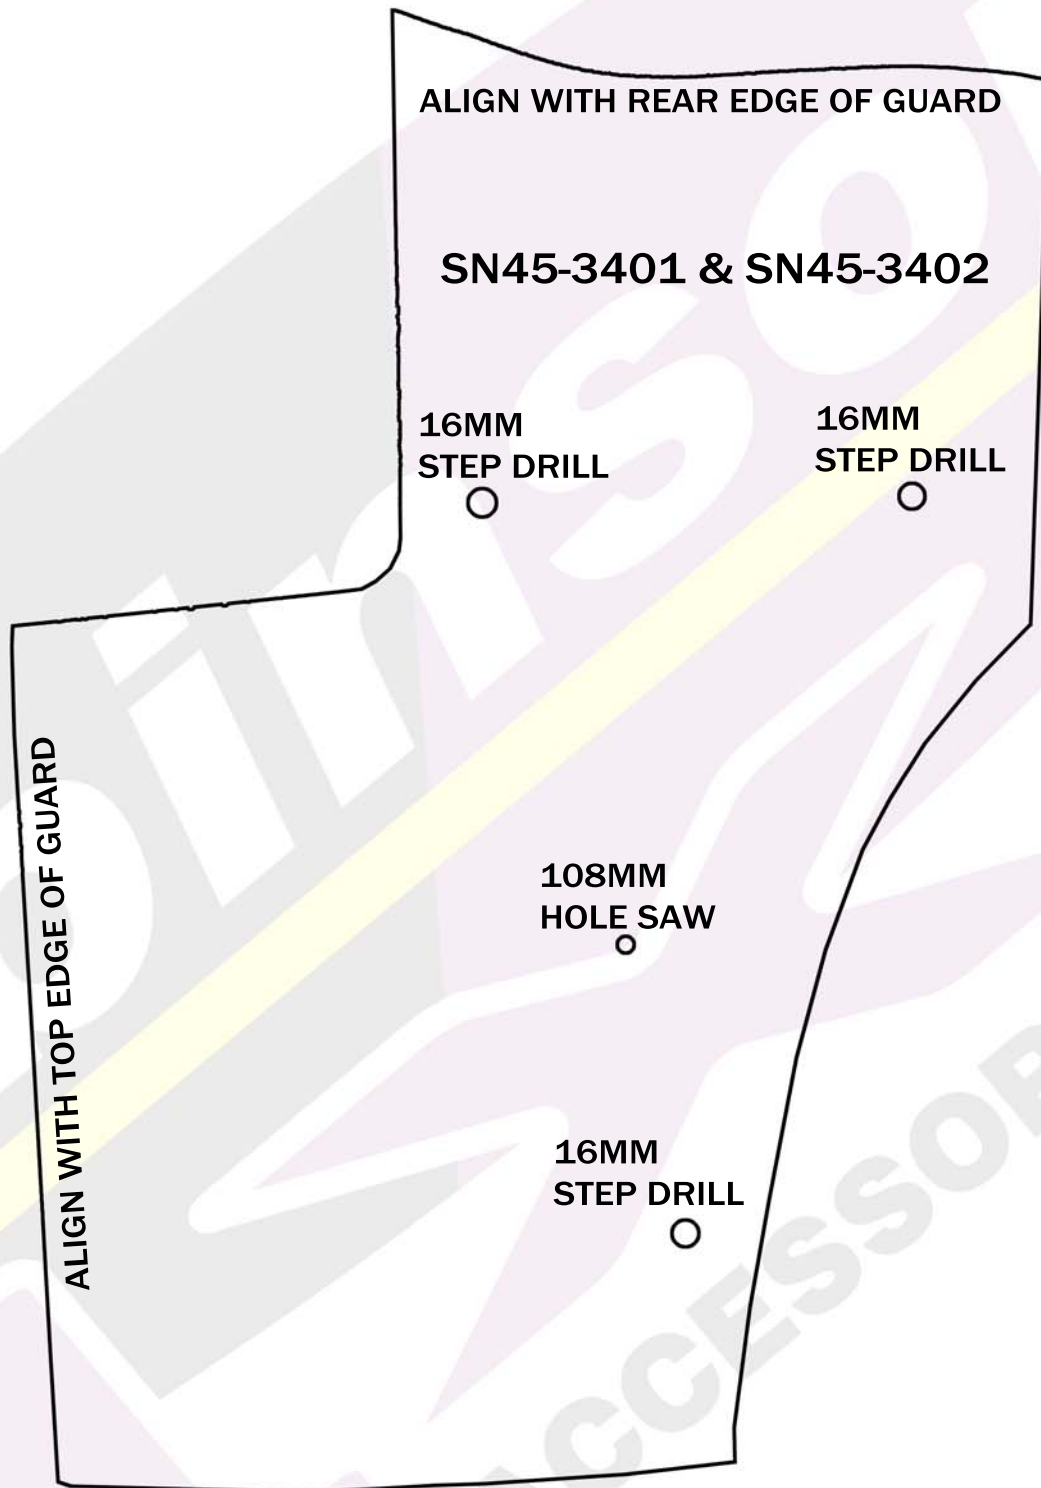 ALIGN WITH REAR EDGE OF GUARD
SN45-3401 & SN45-3402
16MM
STEP DRILL
16MM
STEP DRILL
ALIGN WITH TOP EDGE OF GUARD
108MM
HOLE SAW
16MM
STEP DRILL